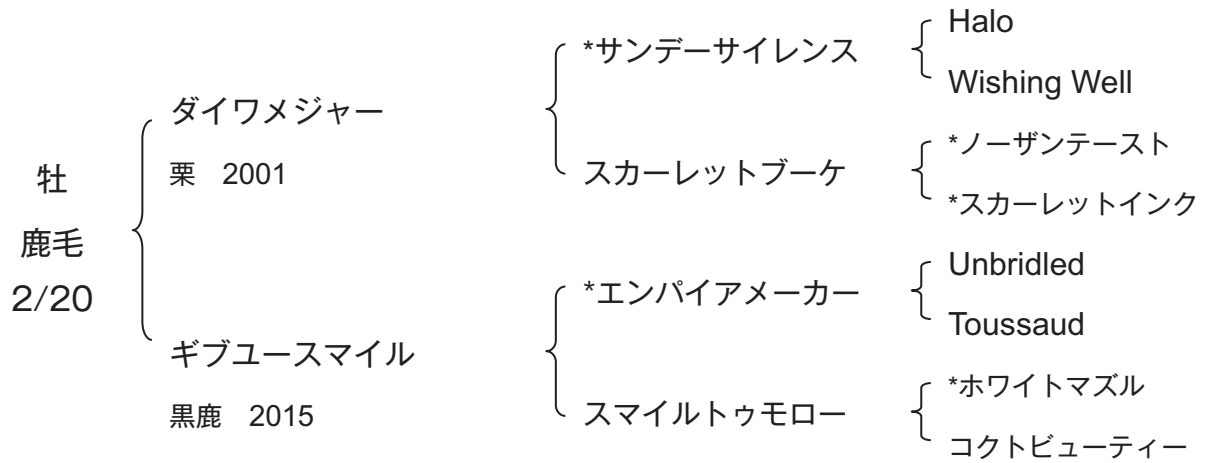 牡
鹿毛
2/20
ダイワメジャー
栗　2001
ギブユースマイル
黒鹿　2015
*サンデーサイレンス
スカーレットブーケ
*エンパイアメーカー
スマイルトゥモロー
Halo
Wishing Well
*ノーザンテースト
*スカーレットインク
Unbridled
Toussaud
*ホワイトマズル
コクトビューティー